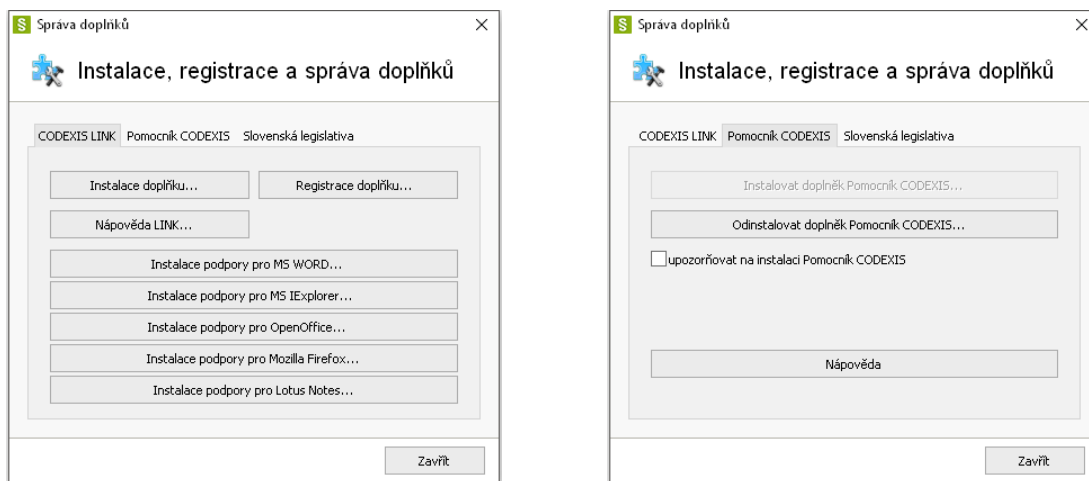 Správa doplňků
Instalace, registrace a správa doplňků
CODEXIS LINK Pomocník CODEXIS Slovenská legislativa
Instalace doplňku... Registrace doplňku...
Nápověda LINK...
Instalace podpory pro MS WORD...
Instalace podpory pro MS IExplorer...
Instalace podpory pro OpenOffice...
Instalace podpory pro Mozilla Firefox...
Instalace podpory pro Lotus Notes...
Zavřít
Správa doplňků
Instalace, registrace a správa doplňků
CODEXIS LINK Pomocník CODEXIS Slovenská legislativa
Instalovat doplněk Pomocník CODEXIS...
Odinstalovat doplněk Pomocník CODEXIS...
upozorňovat na instalaci Pomocník CODEXIS
Nápověda
Zavřít